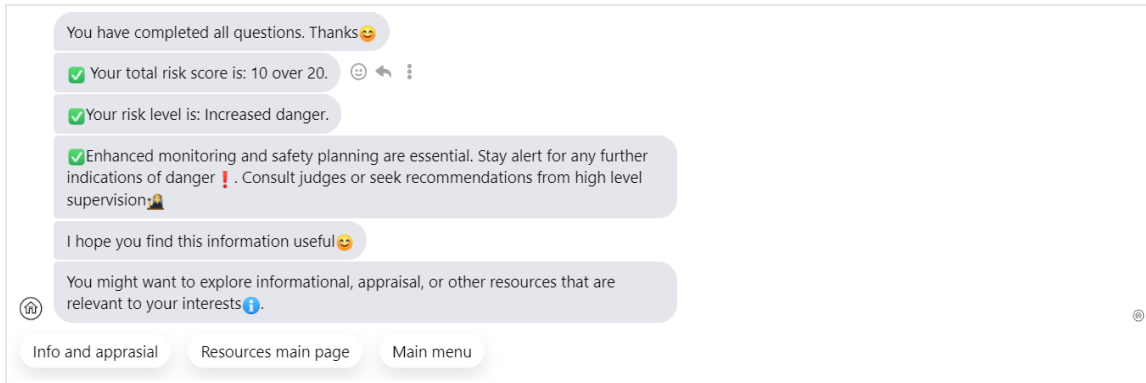 You have completed all questions. Thanks😊
✅ Your total risk score is: 10 over 20.
✅Your risk level is: Increased danger.
✅Enhanced monitoring and safety planning are essential. Stay alert for any further
indications of danger❗. Consult judges or seek recommendations from high level
supervision👩‍⚖️
I hope you find this information useful😊
You might want to explore informational, appraisal, or other resources that are
relevant to your interestsℹ️.
Info and apprasial
Resources main page
Main menu